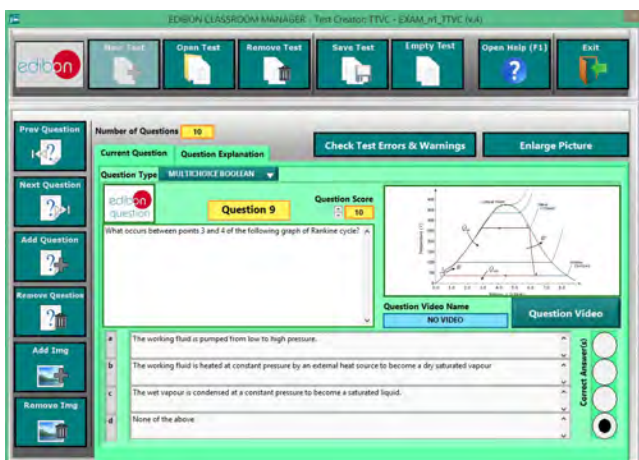 EDIBON CLASSROOM MANAGER - Test Creator: TTVC - EXAM_n1_TTVC (v.4)
edibon
New Test
Open Test
Remove Test
Save Test
Empty Test
Open Help (F1)
?
Exit
Prev Question
Number of Questions 10
Check Test Errors & Warnings
Enlarge Picture
Current Question
Question Explanation
Question Type MULTICHOICE BOOLEAN
Next Question
edibon
question
Question 9
Question Score
10
What occurs between points 3 and 4 of the following graph of Rankine cycle?
Add Question
Remove Question
Question Video Name
NO VIDEO
Question Video
Add Img
a The working fluid is pumped from low to high pressure.
b The working fluid is heated at constant pressure by an external heat source to become a dry saturated vapour
c The wet vapour is condensed at a constant pressure to become a saturated liquid.
d None of the above
Correct Answer(s)
Remove Img